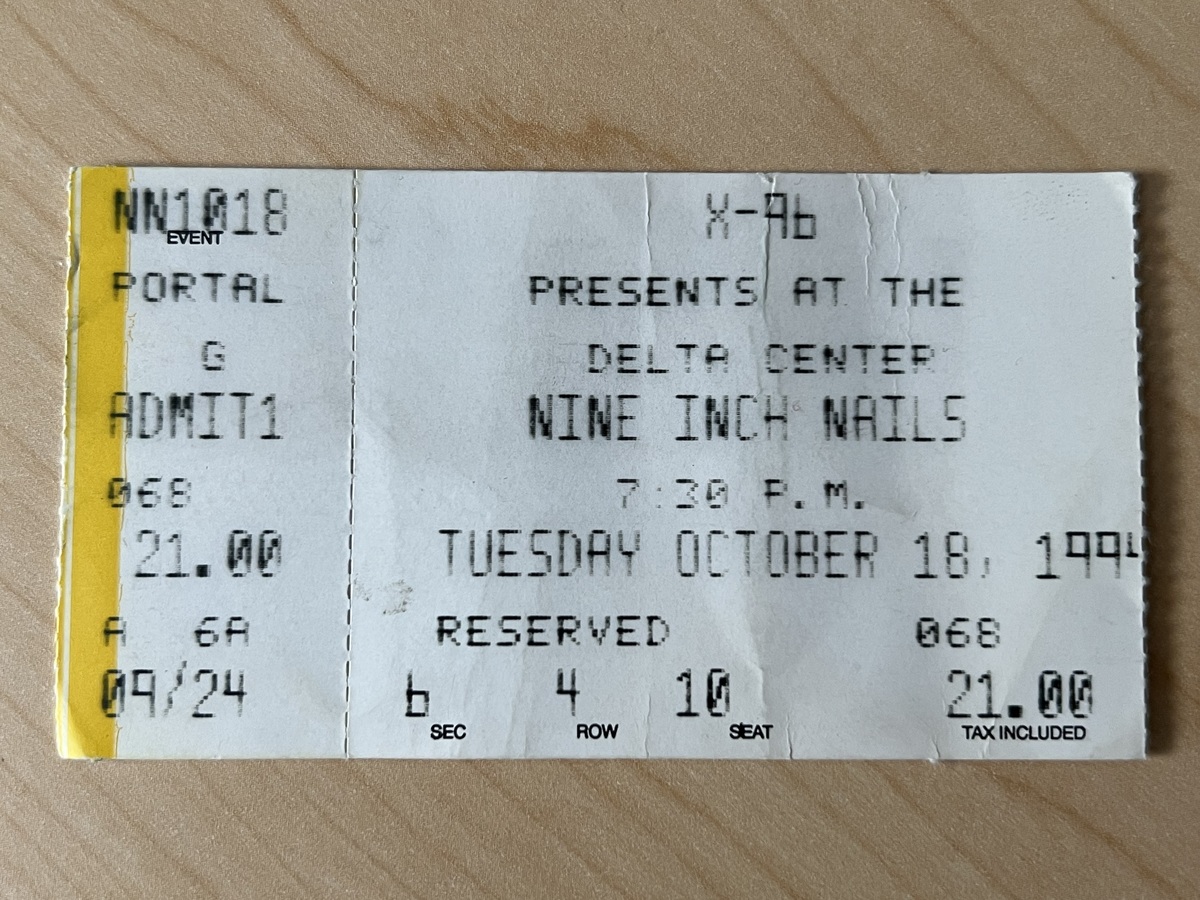 NN1018
EVENT
PORTAL
G
ADMIT1
068
21.00
A 6A
09/24
X-96
PRESENTS AT THE
DELTA CENTER
NINE INCH NAILS
7:30 P.M.
TUESDAY OCTOBER 18, 1994
RESERVED 068
6 4 10 21.00
SEC ROW SEAT TAX INCLUDED